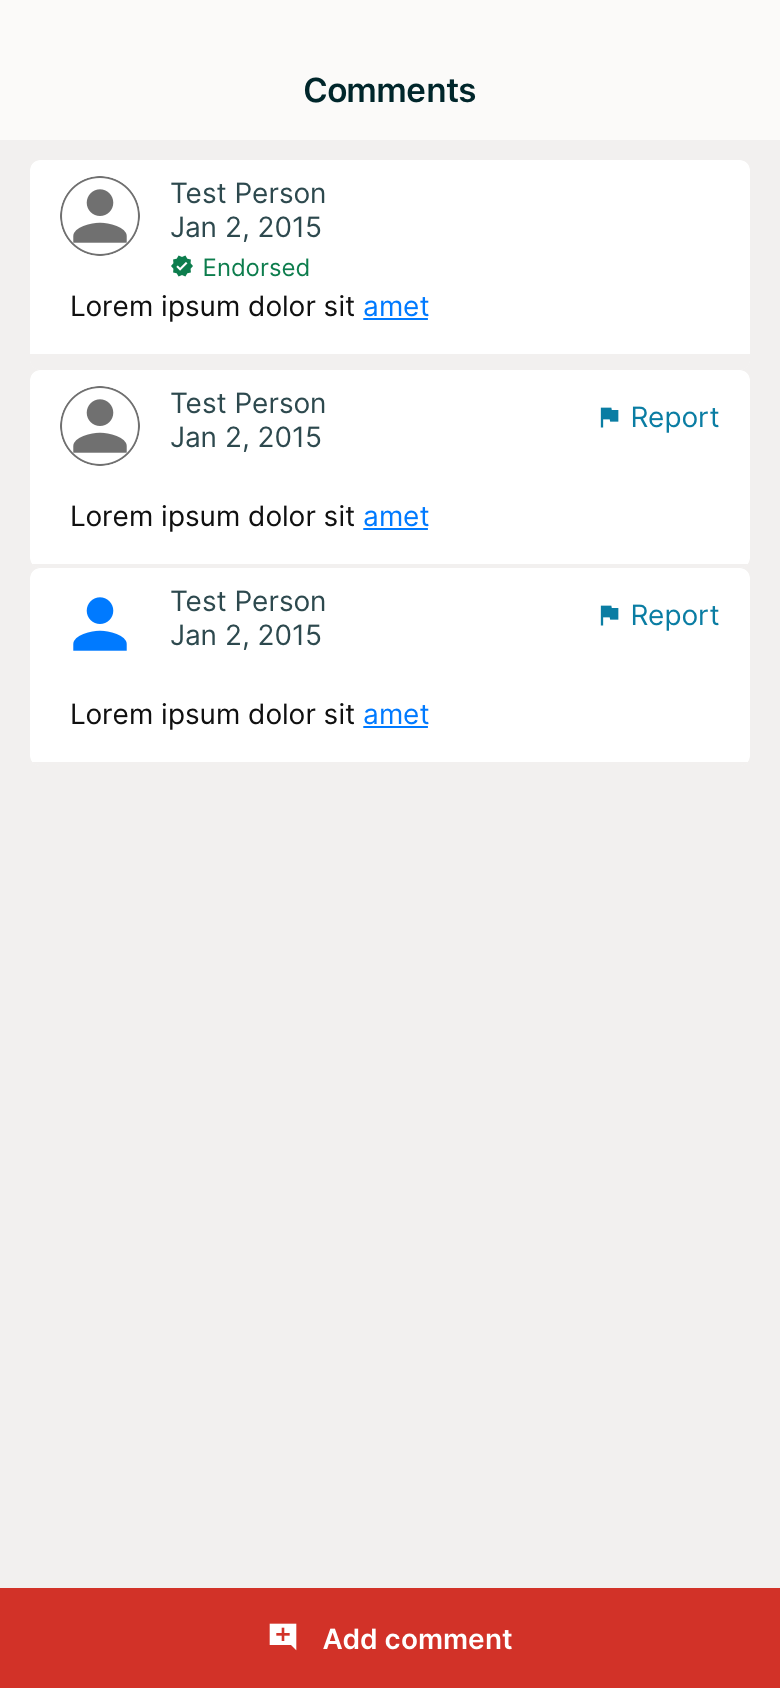 Comments
Test Person
Jan 2, 2015
Endorsed
Lorem ipsum dolor sit amet
Test Person
Jan 2, 2015
Report
Lorem ipsum dolor sit amet
Test Person
Jan 2, 2015
Report
Lorem ipsum dolor sit amet
Add comment